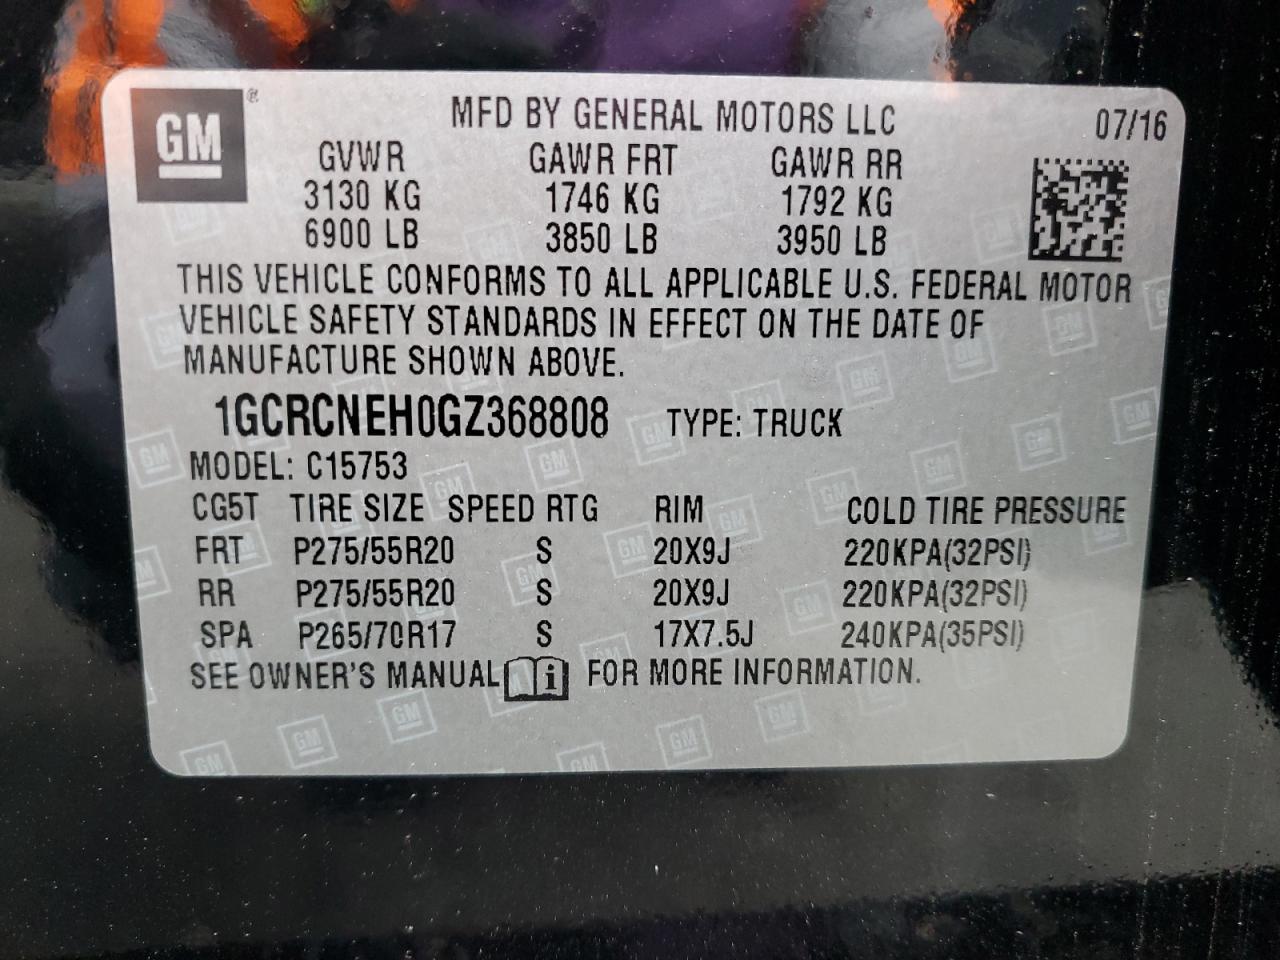 GM®
MFD BY GENERAL MOTORS LLC 07/16
GVWR GAWR FRT GAWR RR
3130 KG 1746 KG 1792 KG
6900 LB 3850 LB 3950 LB
THIS VEHICLE CONFORMS TO ALL APPLICABLE U.S. FEDERAL MOTOR
VEHICLE SAFETY STANDARDS IN EFFECT ON THE DATE OF
MANUFACTURE SHOWN ABOVE.
1GCRCNEH0GZ368808 TYPE: TRUCK
MODEL: C15753
CG5T TIRE SIZE SPEED RTG RIM COLD TIRE PRESSURE
FRT P275/55R20 S 20X9J 220KPA(32PSI)
RR P275/55R20 S 20X9J 220KPA(32PSI)
SPA P265/70R17 S 17X7.5J 240KPA(35PSI)
SEE OWNER'S MANUAL i FOR MORE INFORMATION.